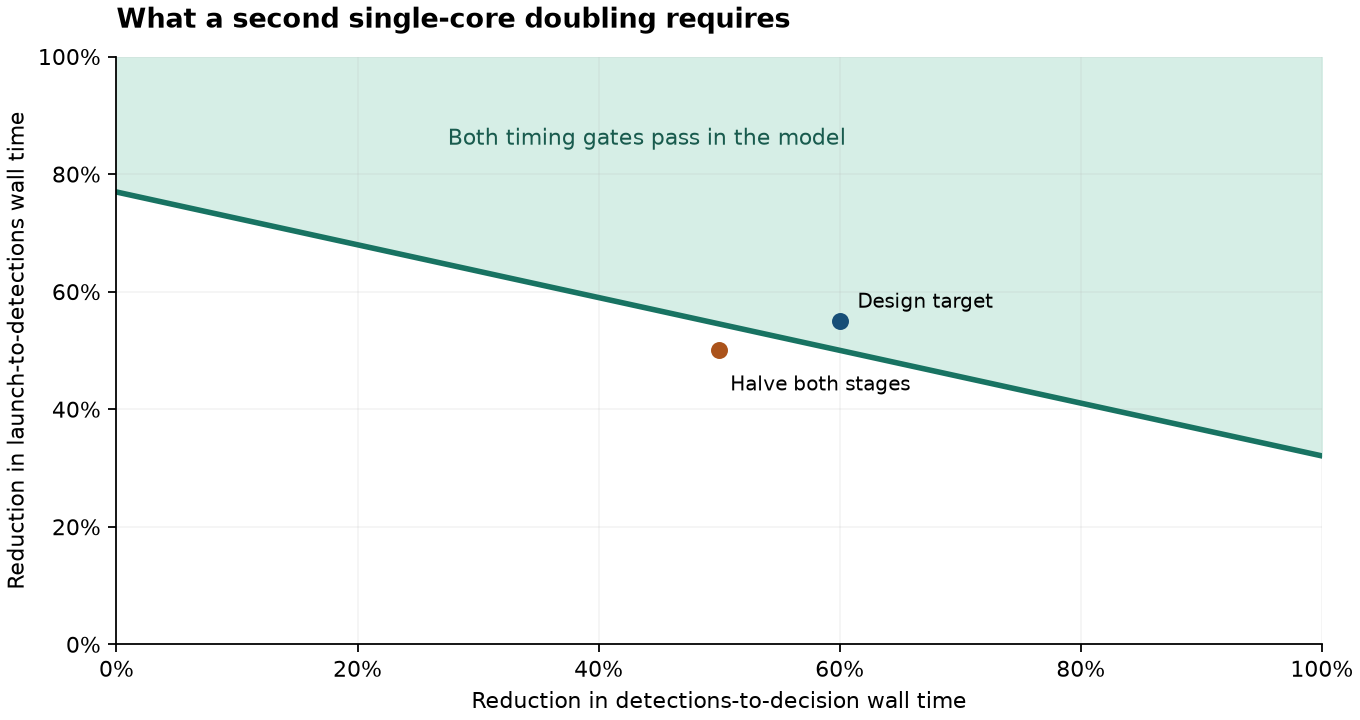 What a second single-core doubling requires
100%
80%
60%
40%
20%
0%
Reduction in launch-to-detections wall time
Both timing gates pass in the model
Design target
Halve both stages
0%
20%
40%
60%
80%
100%
Reduction in detections-to-decision wall time